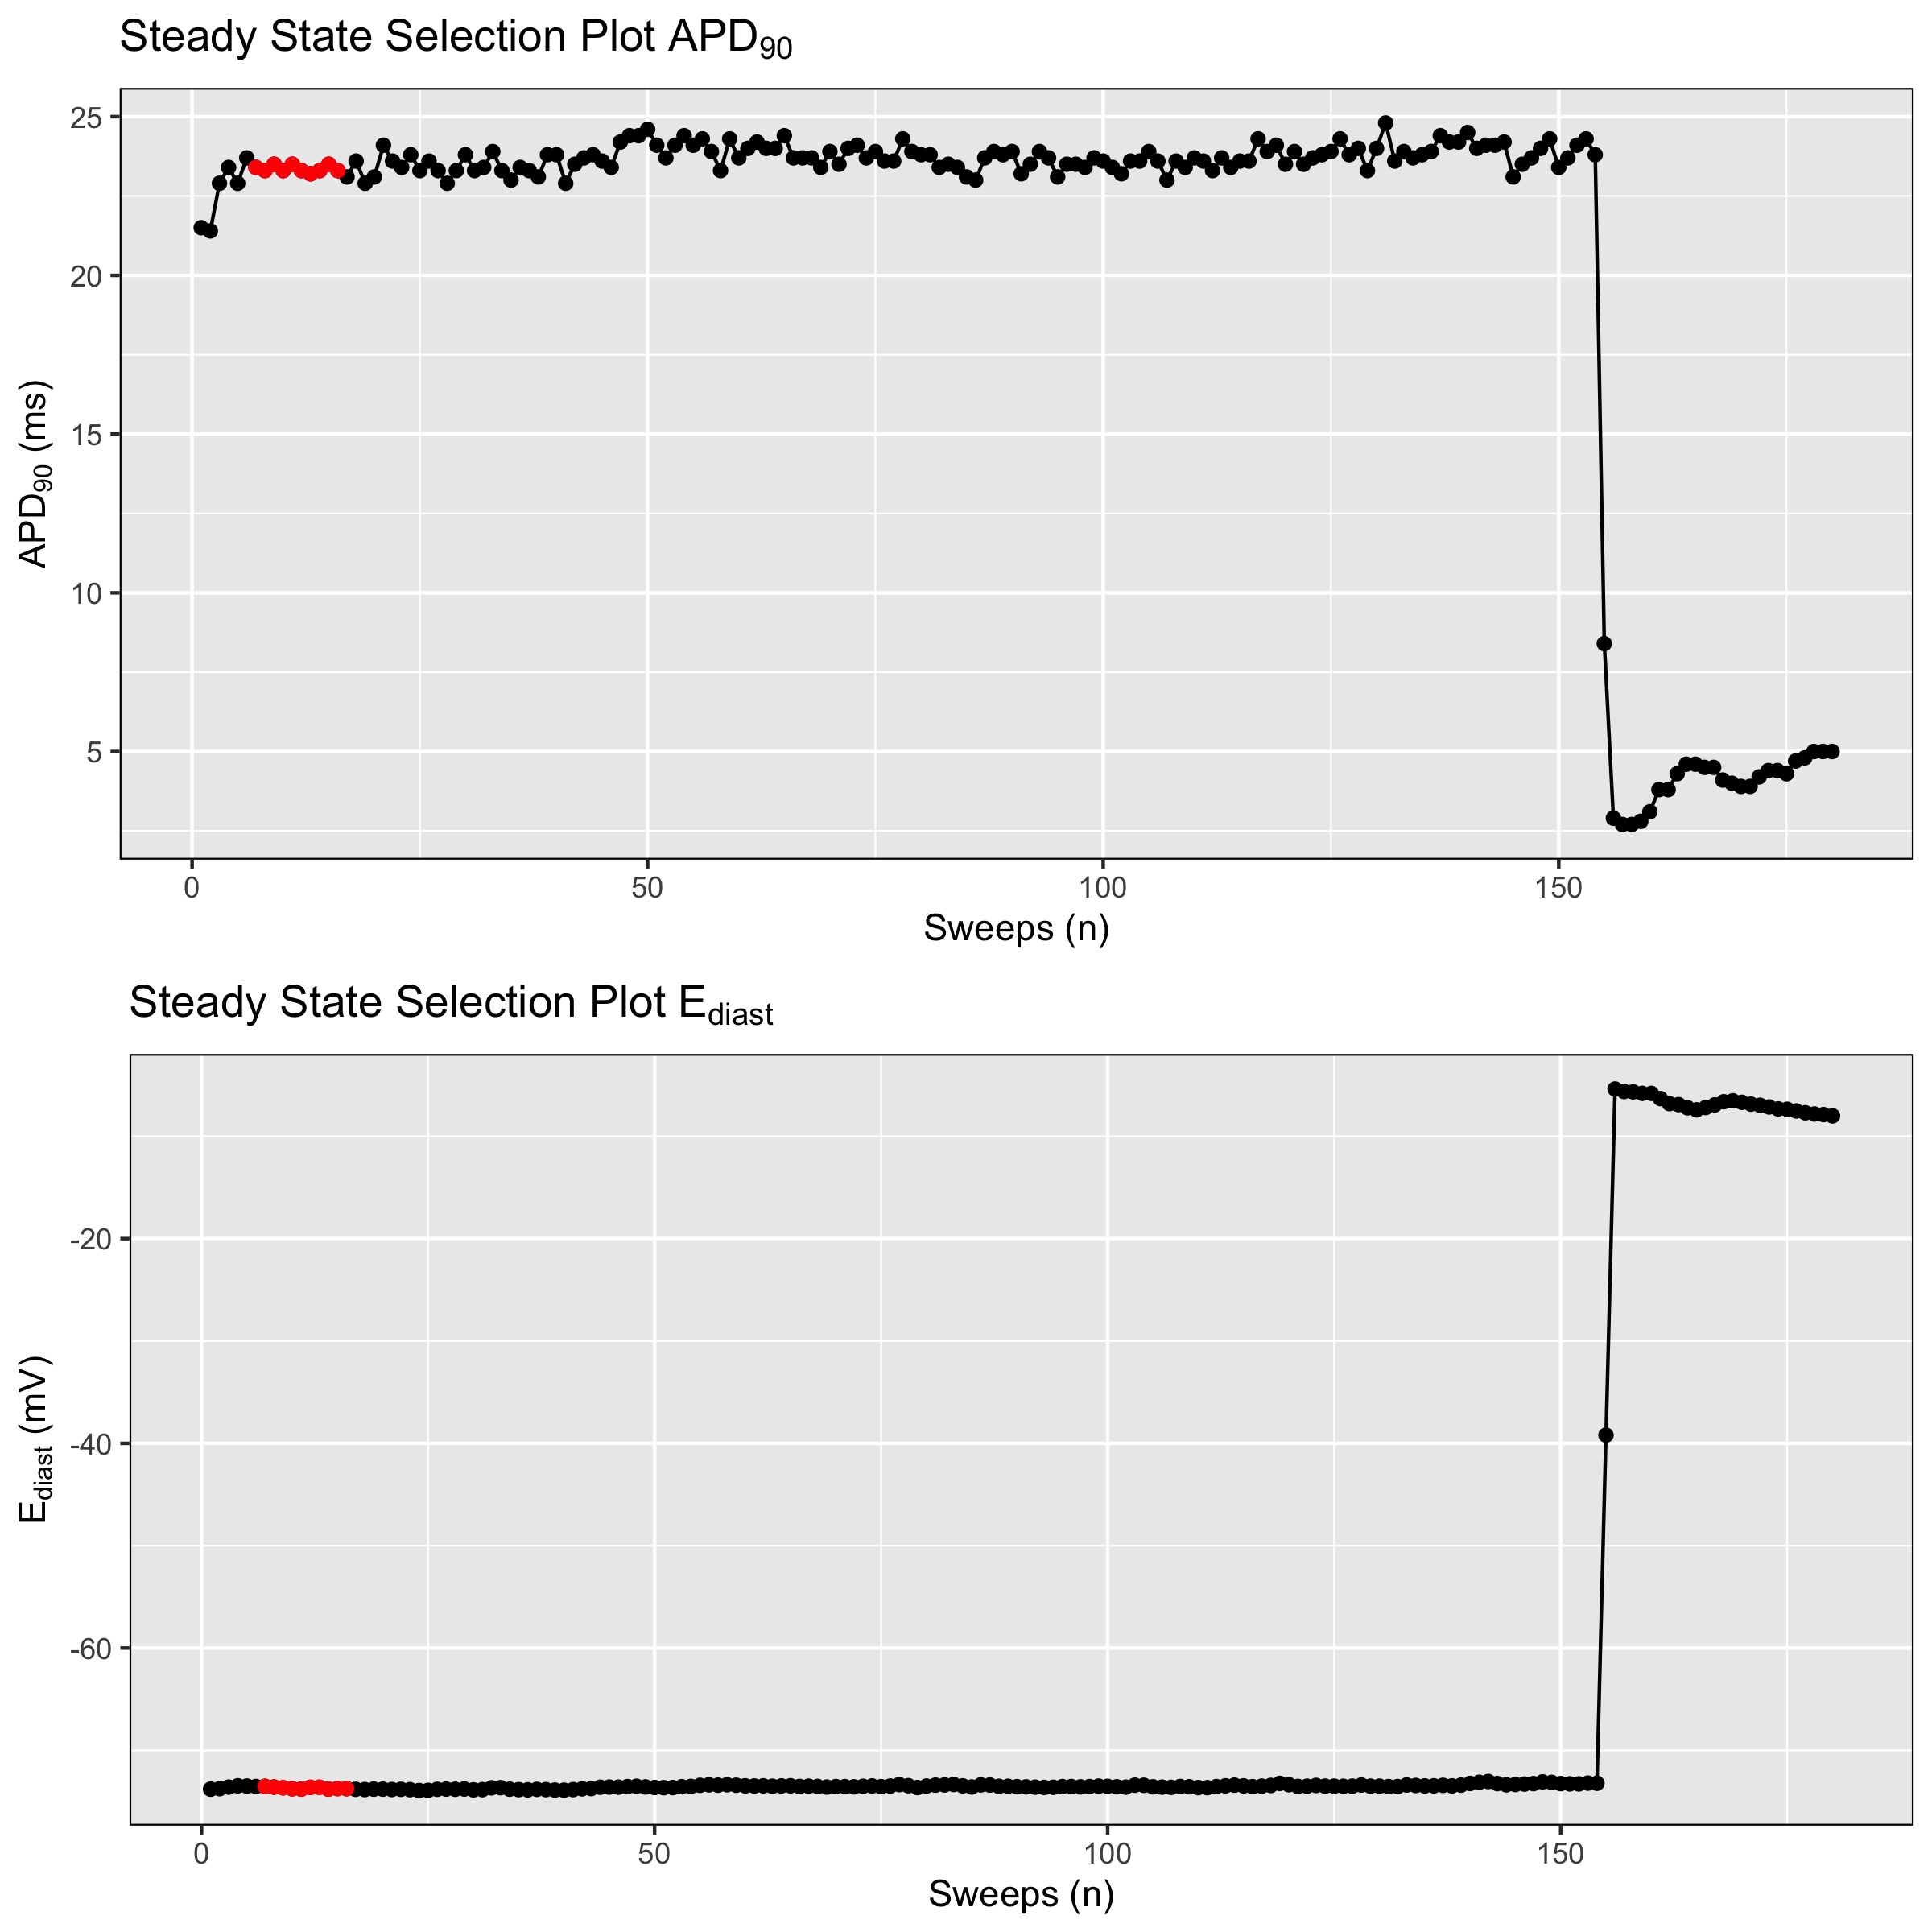 Steady State Selection Plot APD90
25
20
15
10
5
APD90 (ms)
0 50 100 150
Sweeps (n)
Steady State Selection Plot Ediast
-20
-40
-60
Ediast (mV)
0 50 100 150
Sweeps (n)